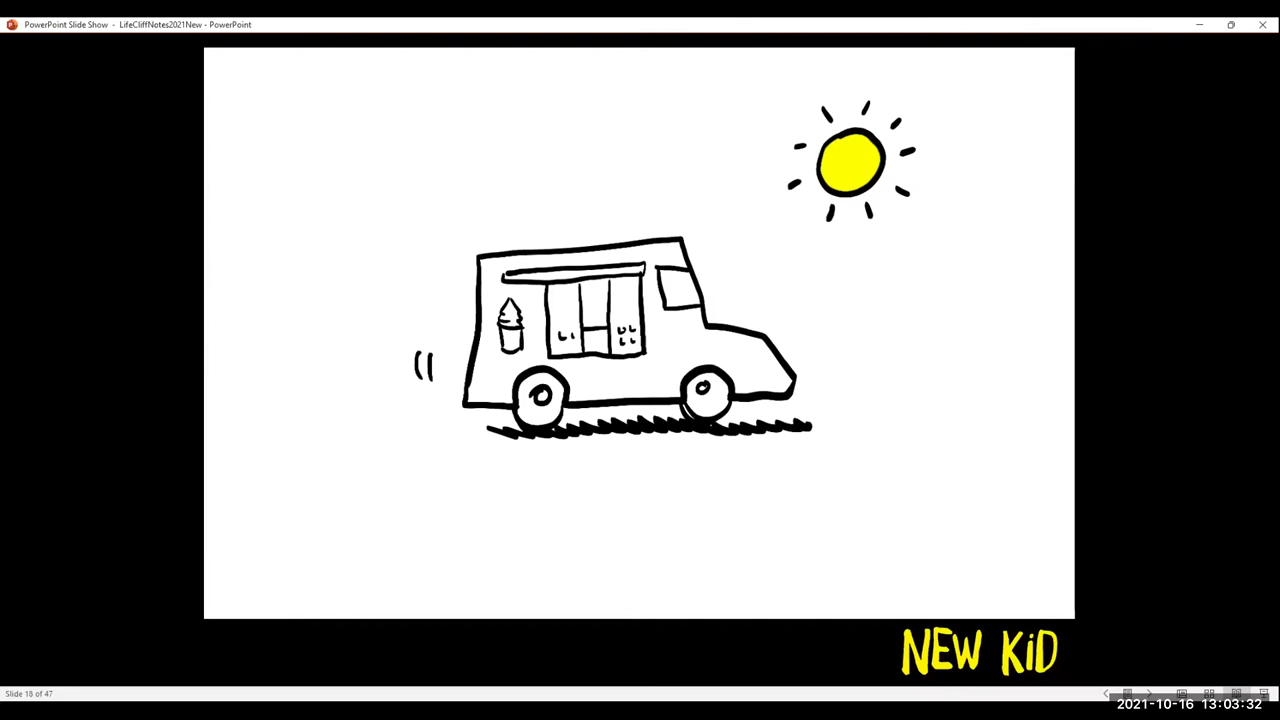 PowerPoint Slide Show - LifeCliffNotes2021New - PowerPoint
NEW KiD
Slide 18 of 47
2021-10-16 13:03:32